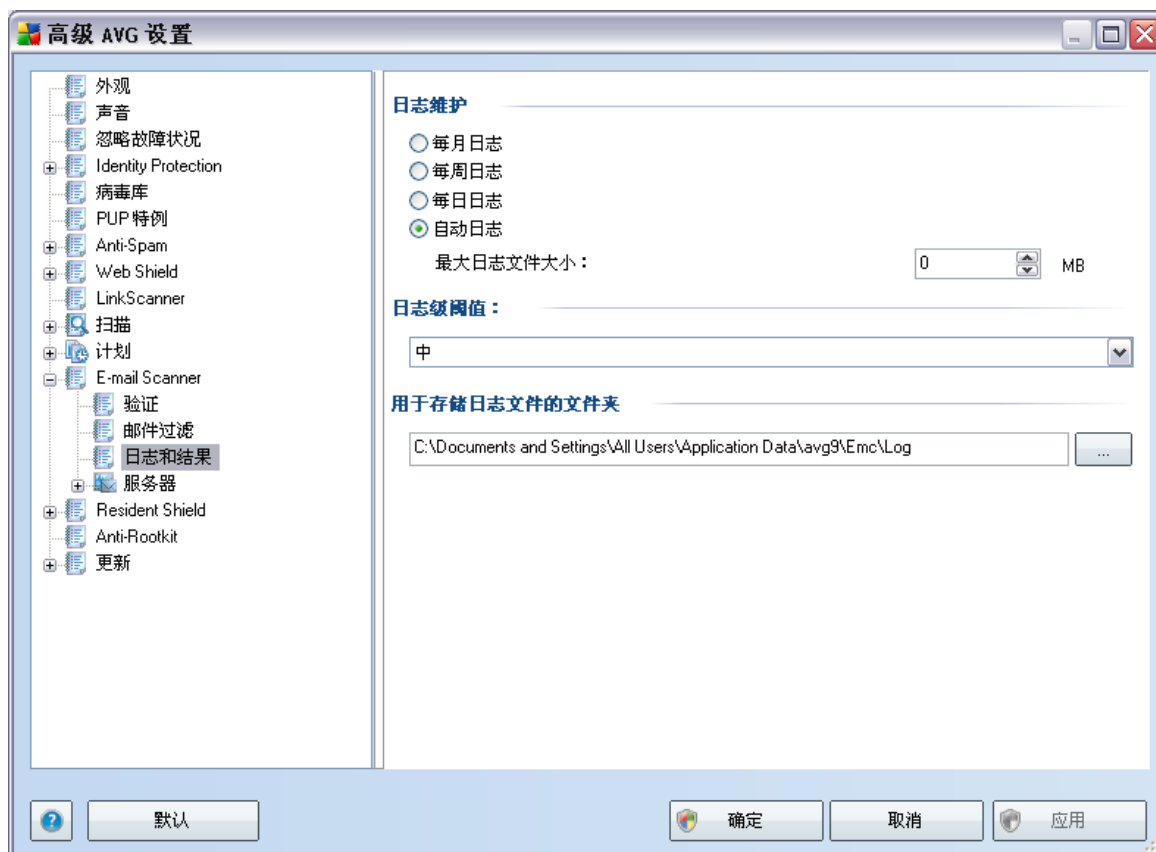 高级 AVG 设置
外观
声音
忽略故障状况
Identity Protection
病毒库
PUP 特例
Anti-Spam
Web Shield
LinkScanner
扫描
计划
E-mail Scanner
验证
邮件过滤
日志和结果
服务器
Resident Shield
Anti-Rootkit
更新
日志维护
每月日志
每周日志
每日日志
自动日志
最大日志文件大小： 0 MB
日志级阈值：
中
用于存储日志文件的文件夹
C:\Documents and Settings\All Users\Application Data\avg9\Emc\Log ...
? 默认 确定 取消 应用